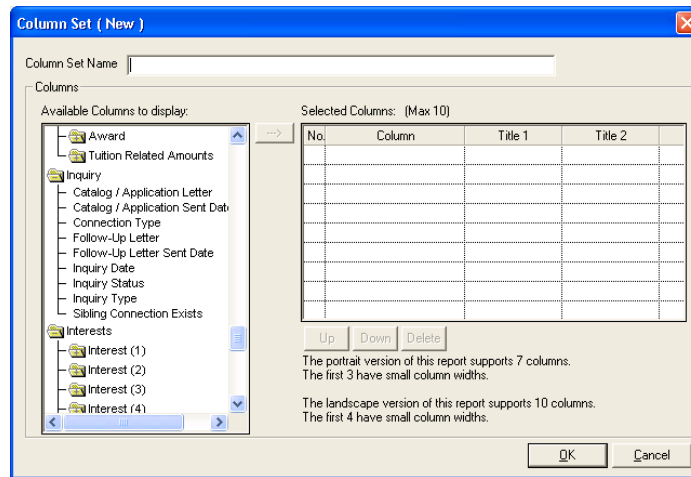 Column Set ( New )
Column Set Name
Columns
Available Columns to display:
Award
Tuition Related Amounts
Inquiry
Catalog / Application Letter
Catalog / Application Sent Date
Connection Type
Follow-Up Letter
Follow-Up Letter Sent Date
Inquiry Date
Inquiry Status
Inquiry Type
Sibling Connection Exists
Interests
Interest (1)
Interest (2)
Interest (3)
Interest (4)
--->
Selected Columns: (Max 10)
No. Column Title 1 Title 2
Up Down Delete
The portrait version of this report supports 7 columns.
The first 3 have small column widths.
The landscape version of this report supports 10 columns.
The first 4 have small column widths.
OK Cancel